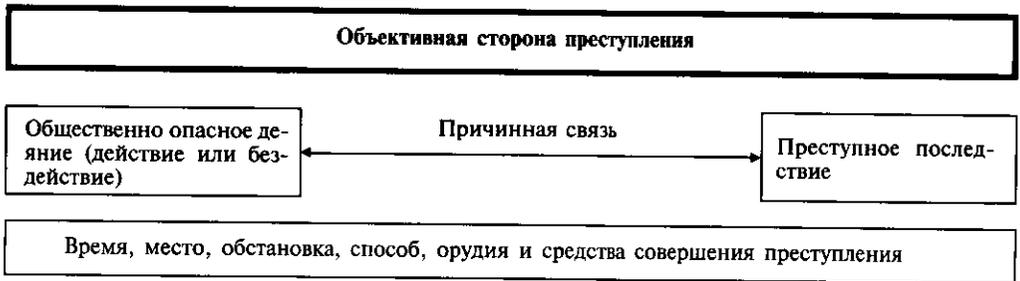 Объективная сторона преступления
Общественно опасное де-
яние (действие или без-
действие)
Причинная связь
Преступное послед-
ствие
Время, место, обстановка, способ, орудия и средства совершения преступления